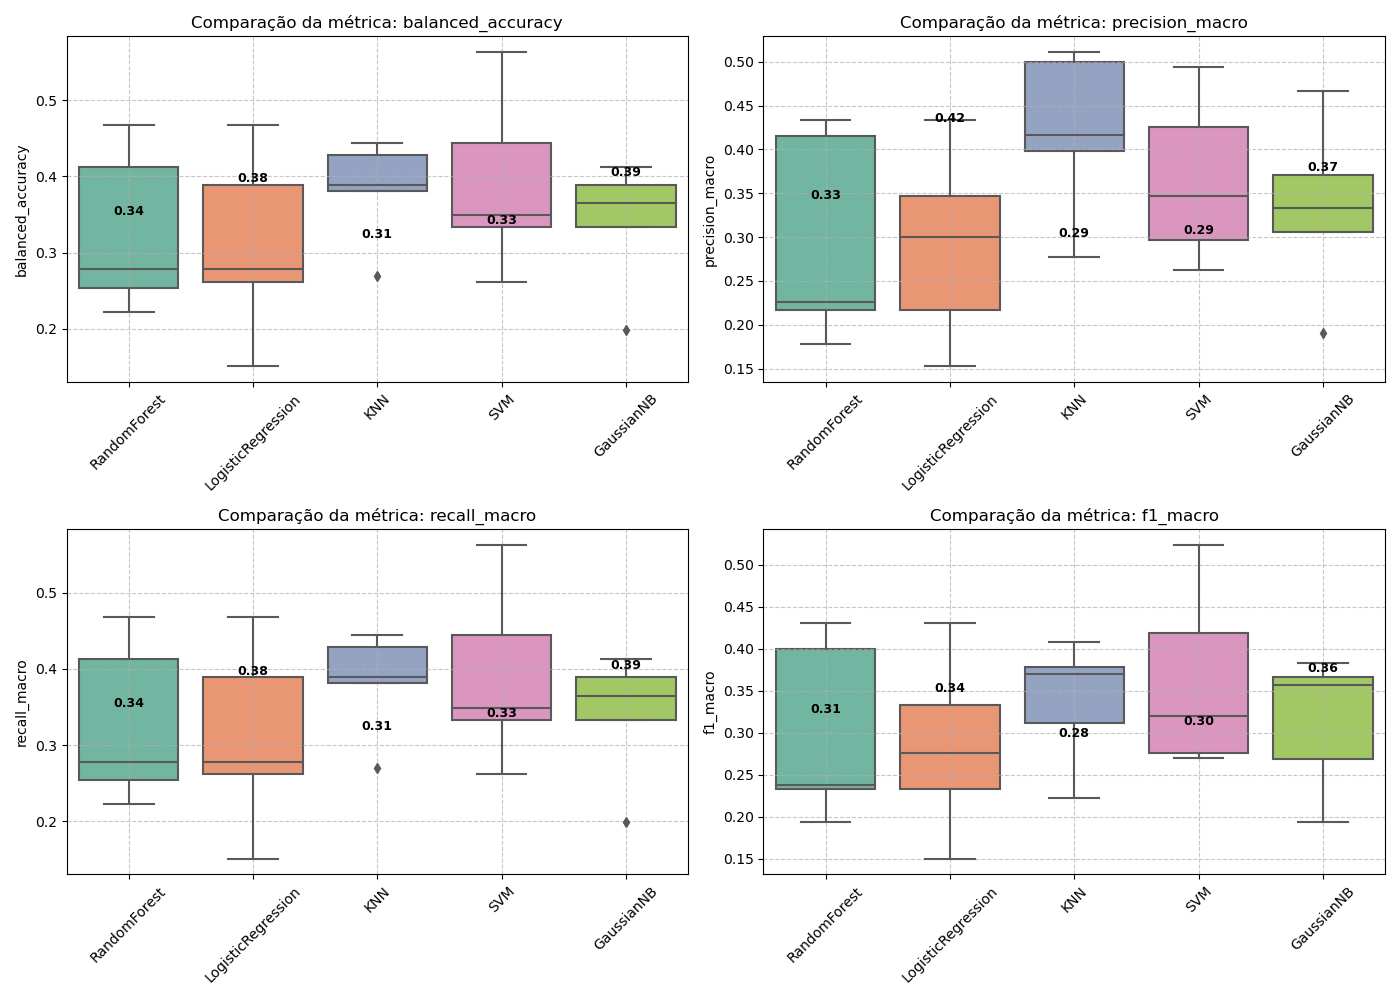 Comparação da métrica: balanced_accuracy
balanced_accuracy
0.5
0.4
0.3
0.2
0.34
0.38
0.31
0.33
0.39
RandomForest
LogisticRegression
KNN
SVM
GaussianNB
Comparação da métrica: precision_macro
precision_macro
0.50
0.45
0.40
0.35
0.30
0.25
0.20
0.15
0.33
0.42
0.29
0.29
0.37
RandomForest
LogisticRegression
KNN
SVM
GaussianNB
Comparação da métrica: recall_macro
recall_macro
0.5
0.4
0.3
0.2
0.34
0.38
0.31
0.33
0.39
RandomForest
LogisticRegression
KNN
SVM
GaussianNB
Comparação da métrica: f1_macro
f1_macro
0.50
0.45
0.40
0.35
0.30
0.25
0.20
0.15
0.31
0.34
0.28
0.30
0.36
RandomForest
LogisticRegression
KNN
SVM
GaussianNB